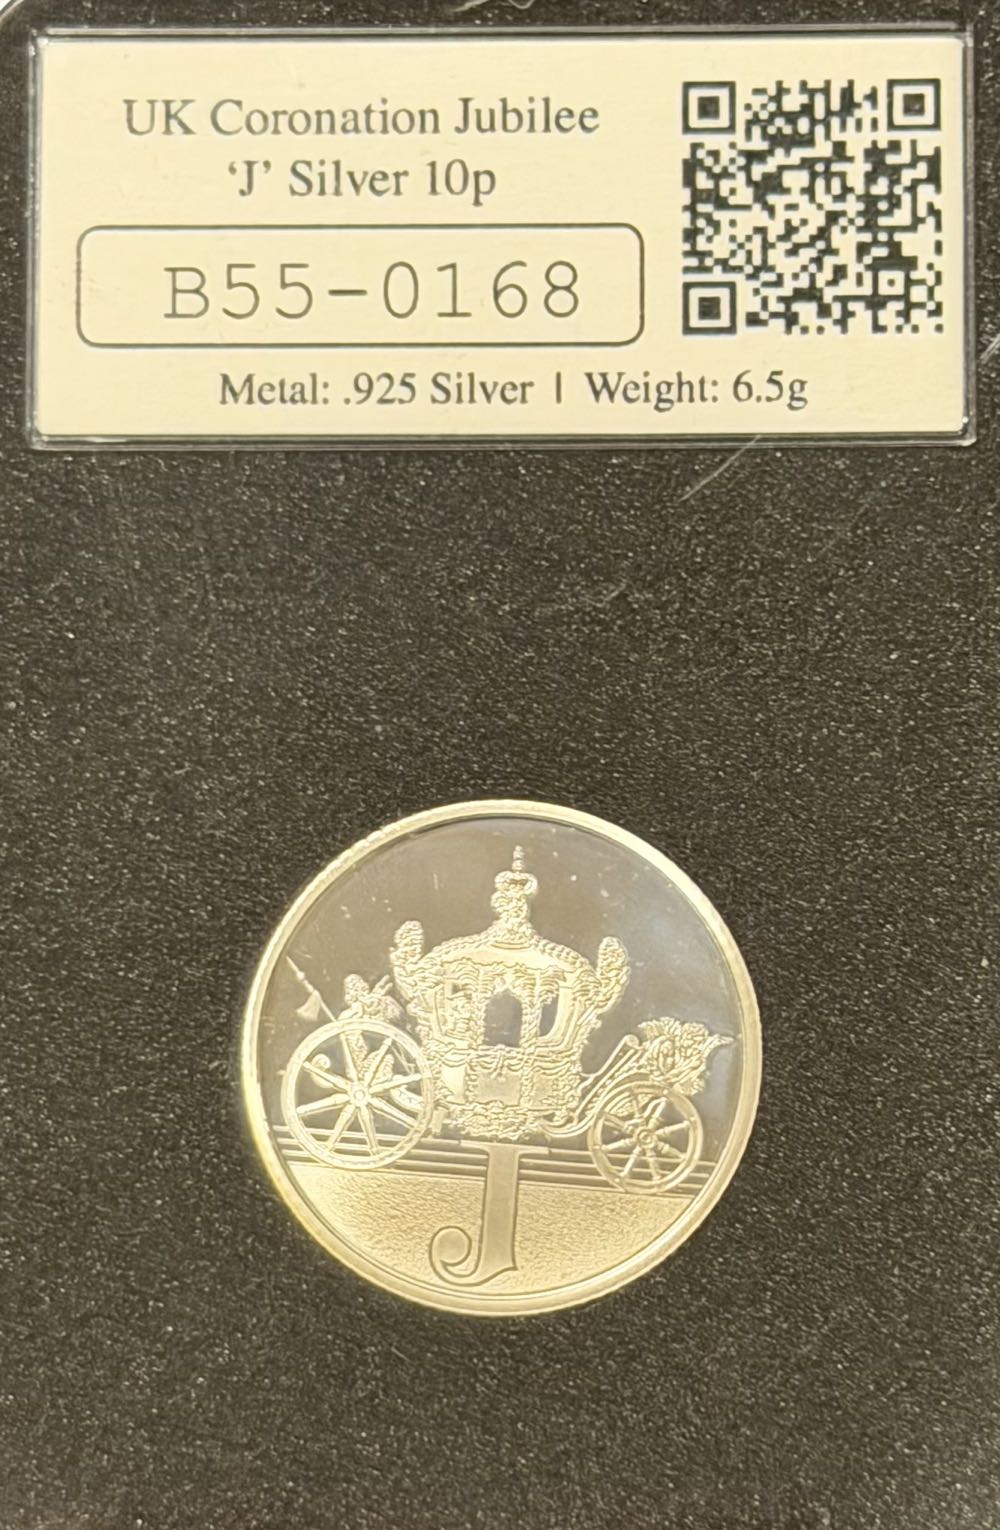 UK Coronation Jubilee
‘J’ Silver 10p
B55-0168
Metal: .925 Silver | Weight: 6.5g
J